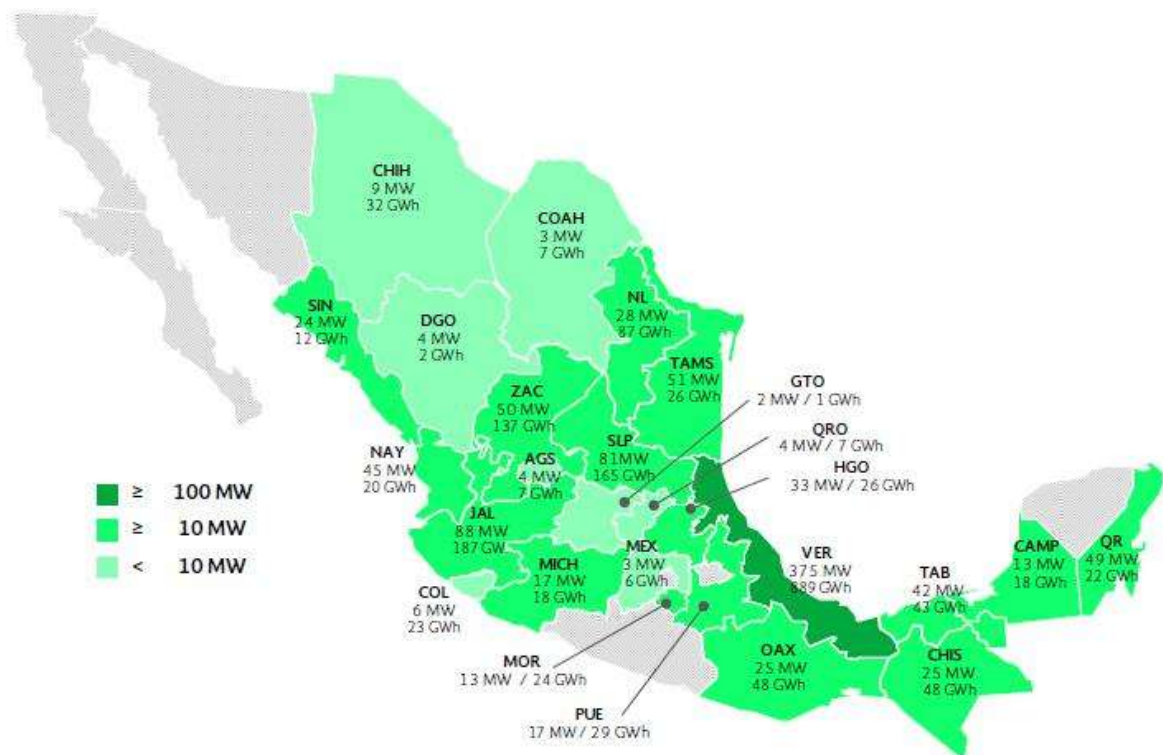 CHIH
9 MW
32 GWh
COAH
3 MW
7 GWh
SIN
24 MW
12 GWh
DGO
4 MW
2 GWh
NL
28 MW
87 GWh
TAMS
51 MW
26 GWh
GTO
2 MW / 1 GWh
ZAC
50 MW
137 GWh
QRO
4 MW / 7 GWh
SLP
81MW
165 GWh
HGO
33 MW / 26 GWh
NAY
45 MW
20 GWh
AGS
4 MW
7 GWh
≥ 100 MW
≥ 10 MW
< 10 MW
JAL
88 MW
187 GW
MEX
3 MW
6 GWh
MICH
17 MW
18 GWh
COL
6 MW
23 GWh
VER
375 MW
889 GWh
TAB
42 MW
43 GWh
CAMP
13 MW
18 GWh
QR
49 MW
22 GWh
MOR
13 MW / 24 GWh
OAX
25 MW
48 GWh
CHIS
25 MW
48 GWh
PUE
17 MW / 29 GWh